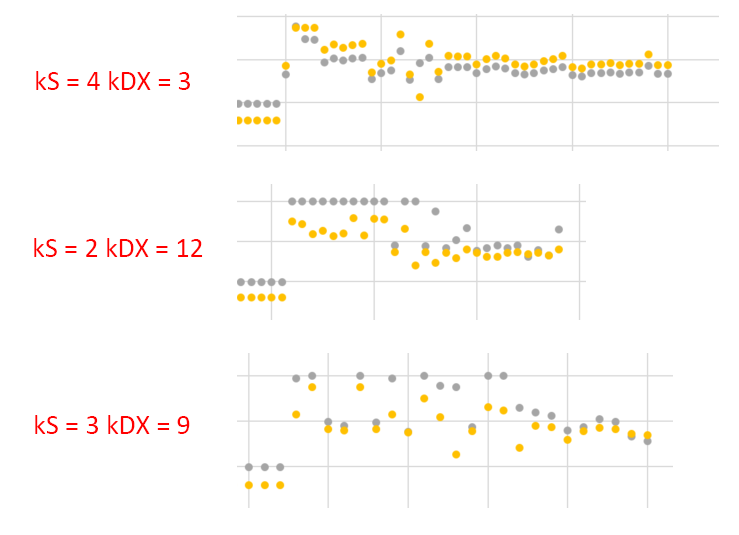 kS = 4 kDX = 3
kS = 2 kDX = 12
kS = 3 kDX = 9